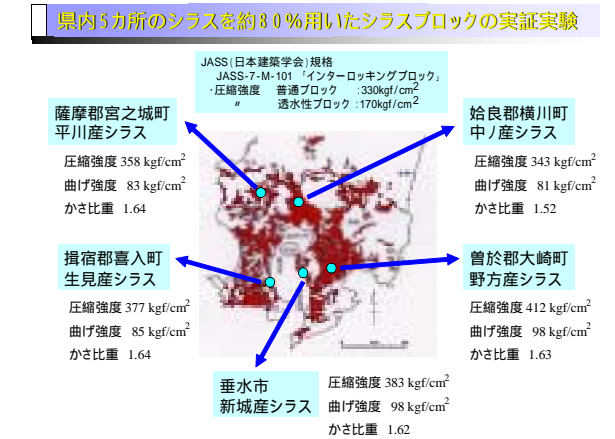 県内5カ所のシラスを約80%用いたシラスブロックの実証実験
JASS(日本建築学会)規格
JASS-7-M-101 「インターロッキングブロック」
・圧縮強度 普通ブロック :330kgf/cm2
〃 透水性ブロック :170kgf/cm2
薩摩郡宮之城町
平川産シラス
圧縮強度 358 kgf/cm2
曲げ強度 83 kgf/cm2
かさ比重 1.64
姶良郡横川町
中ノ産シラス
圧縮強度 343 kgf/cm2
曲げ強度 81 kgf/cm2
かさ比重 1.52
揖宿郡喜入町
生見産シラス
圧縮強度 377 kgf/cm2
曲げ強度 85 kgf/cm2
かさ比重 1.64
曽於郡大崎町
野方産シラス
圧縮強度 412 kgf/cm2
曲げ強度 98 kgf/cm2
かさ比重 1.63
垂水市
新城産シラス
圧縮強度 383 kgf/cm2
曲げ強度 98 kgf/cm2
かさ比重 1.62